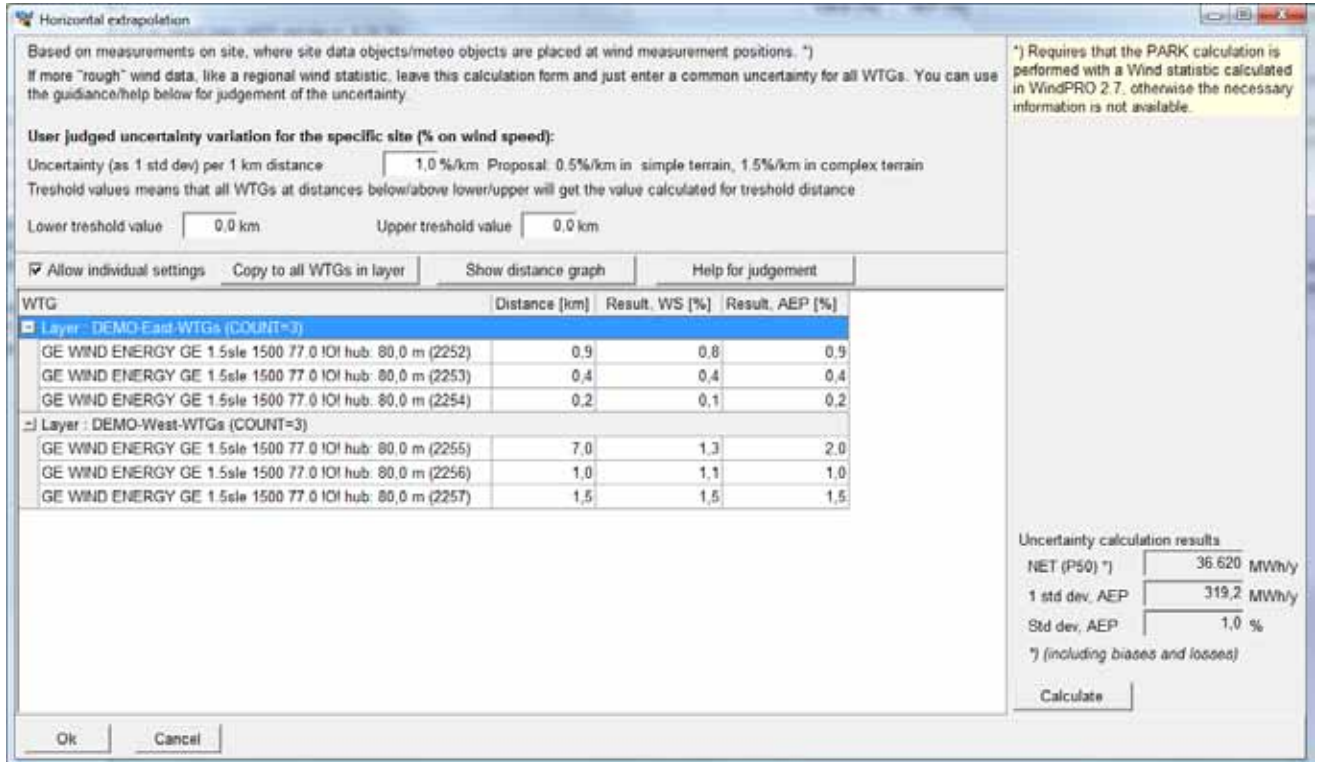 Horizontal extrapolation
Based on measurements on site, where site data objects/meteo objects are placed at wind measurement positions. *)
If more "rough" wind data, like a regional wind statistic, leave this calculation form and just enter a common uncertainty for all WTGs. You can use
the guidiance/help below for judgement of the uncertainty.
*) Requires that the PARK calculation is
performed with a Wind statistic calculated
in WindPRO 2.7, otherwise the necessary
information is not available.
User judged uncertainty variation for the specific site (% on wind speed):
Uncertainty (as 1 std dev) per 1 km distance 1,0 %/km Proposal: 0.5%/km in simple terrain, 1.5%/km in complex terrain
Treshold values means that all WTGs at distances below/above lower/upper will get the value calculated for treshold distance
Lower treshold value 0,0 km Upper treshold value 0,0 km
Allow individual settings Copy to all WTGs in layer Show distance graph Help for judgement
WTG Distance [km] Result, WS [%] Result, AEP [%]
Layer : DEMO-East-WTGs (COUNT=3)
GE WIND ENERGY GE 1.5sle 1500 77.0 !O! hub: 80,0 m (2252) 0,9 0,8 0,9
GE WIND ENERGY GE 1.5sle 1500 77.0 !O! hub: 80,0 m (2253) 0,4 0,4 0,4
GE WIND ENERGY GE 1.5sle 1500 77.0 !O! hub: 80,0 m (2254) 0,2 0,1 0,2
Layer : DEMO-West-WTGs (COUNT=3)
GE WIND ENERGY GE 1.5sle 1500 77.0 !O! hub: 80,0 m (2255) 7,0 1,3 2,0
GE WIND ENERGY GE 1.5sle 1500 77.0 !O! hub: 80,0 m (2256) 1,0 1,1 1,0
GE WIND ENERGY GE 1.5sle 1500 77.0 !O! hub: 80,0 m (2257) 1,5 1,5 1,5
Uncertainty calculation results
NET (P50) *) 36.620 MWh/y
1 std dev, AEP 319,2 MWh/y
Std dev, AEP 1,0 %
*) (including biases and losses)
Calculate
Ok Cancel